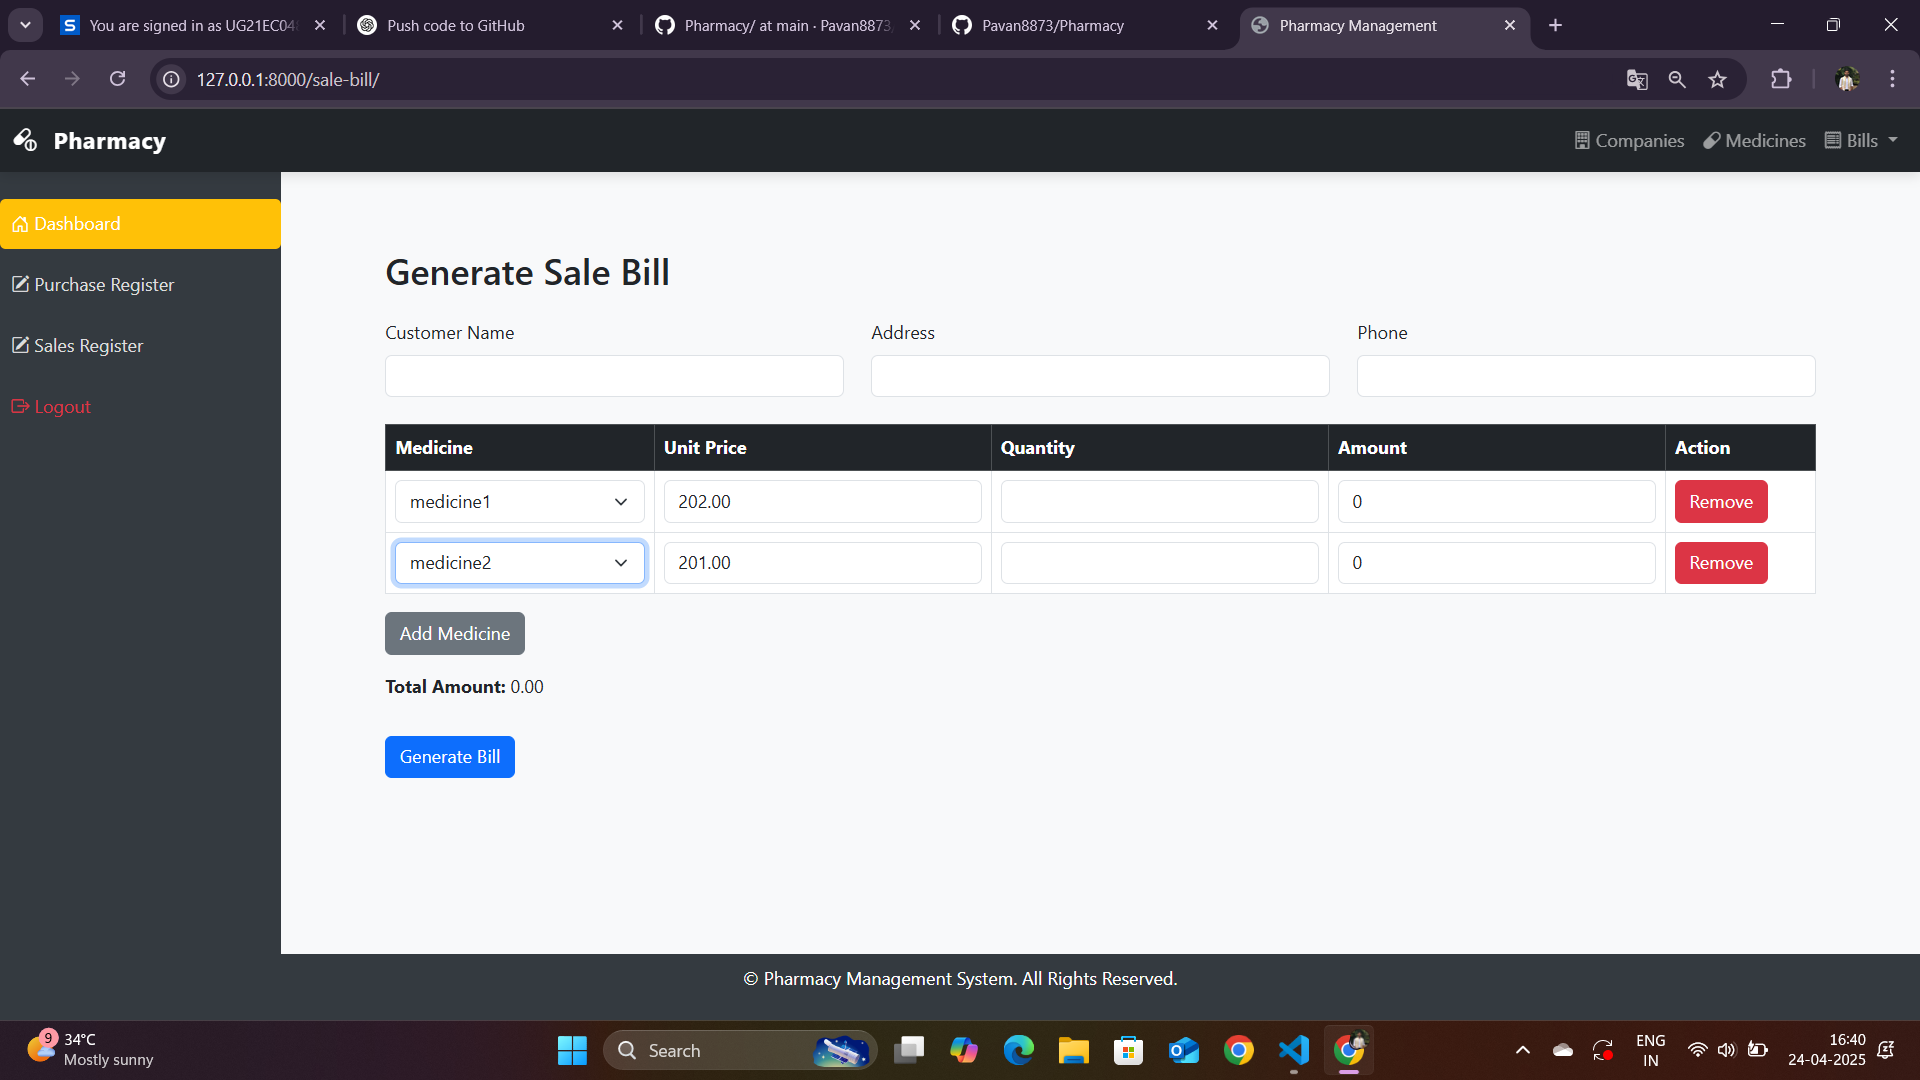 You are signed in as UG21EC04
Push code to GitHub
Pharmacy/ at main · Pavan8873
Pavan8873/Pharmacy
Pharmacy Management
127.0.0.1:8000/sale-bill/
Pharmacy
Companies
Medicines
Bills
Dashboard
Purchase Register
Sales Register
Logout
Generate Sale Bill
Customer Name Address Phone
Medicine Unit Price Quantity Amount Action
medicine1 202.00 0 Remove
medicine2 201.00 0 Remove
Add Medicine
Total Amount: 0.00
Generate Bill
© Pharmacy Management System. All Rights Reserved.
9
34°C
Mostly sunny
Search
ENG
IN
16:40
24-04-2025